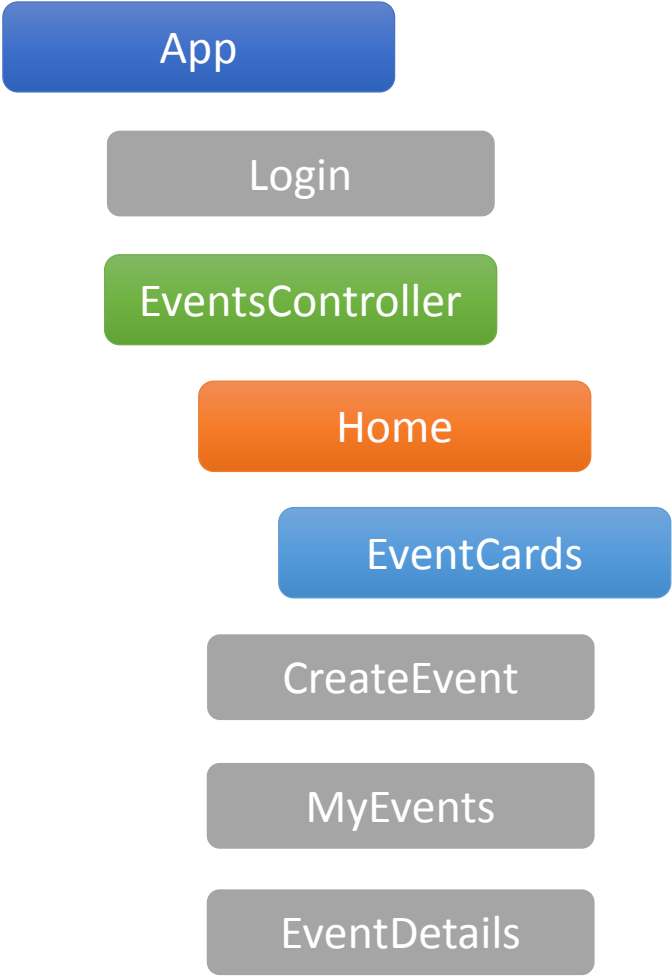 App
Login
EventsController
Home
EventCards
CreateEvent
MyEvents
EventDetails